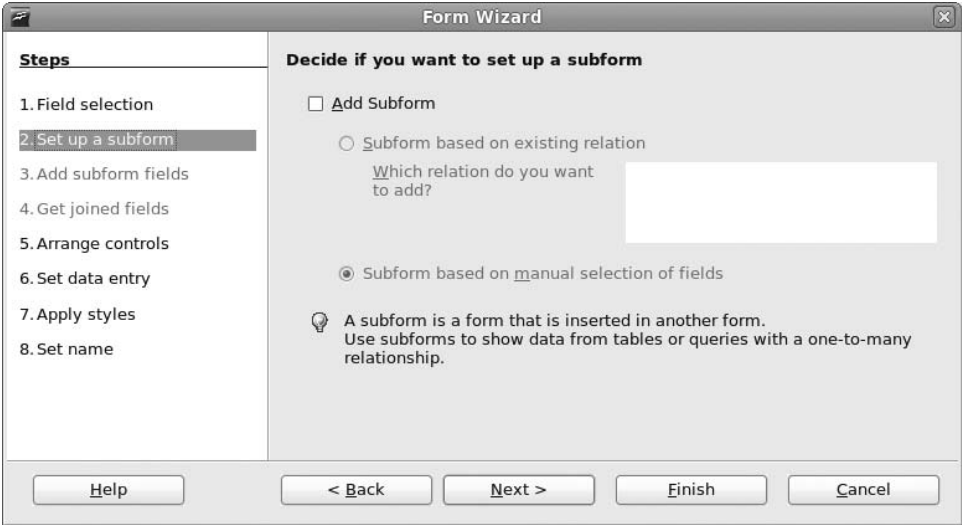 Form Wizard
Steps
1. Field selection
2. Set up a subform
3. Add subform fields
4. Get joined fields
5. Arrange controls
6. Set data entry
7. Apply styles
8. Set name
Decide if you want to set up a subform
Add Subform
Subform based on existing relation
Which relation do you want
to add?
Subform based on manual selection of fields
A subform is a form that is inserted in another form.
Use subforms to show data from tables or queries with a one-to-many
relationship.
Help
< Back
Next >
Finish
Cancel